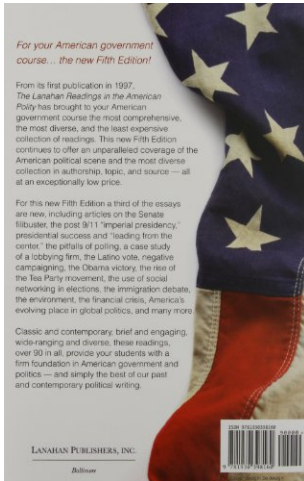 For your American government
course... the new Fifth Edition!
From its first publication in 1997,
The Lanahan Readings in the American
Polity has brought to your American
government course the most comprehensive,
the most diverse, and the least expensive
collection of readings. This new Fifth Edition
continues to offer an unparalleled coverage of the
American political scene and the most diverse
collection in authorship, topic, and source — all
at an exceptionally low price.
For this new Fifth Edition a third of the essays
are new, including articles on the Senate
filibuster, the post 9/11 "imperial presidency,"
presidential success and "leading from the
center," the pitfalls of polling, a case study
of a lobbying firm, the Latino vote, negative
campaigning, the Obama victory, the rise of
the Tea Party movement, the use of social
networking in elections, the immigration debate,
the environment, the financial crisis, America's
evolving place in global politics, and many more.
Classic and contemporary, brief and engaging,
wide-ranging and diverse, these readings,
over 90 in all, provide your students with a
firm foundation in American government and
politics — and simply the best of our past
and contemporary political writing.
LANAHAN PUBLISHERS, INC.
Baltimore
ISBN
90000